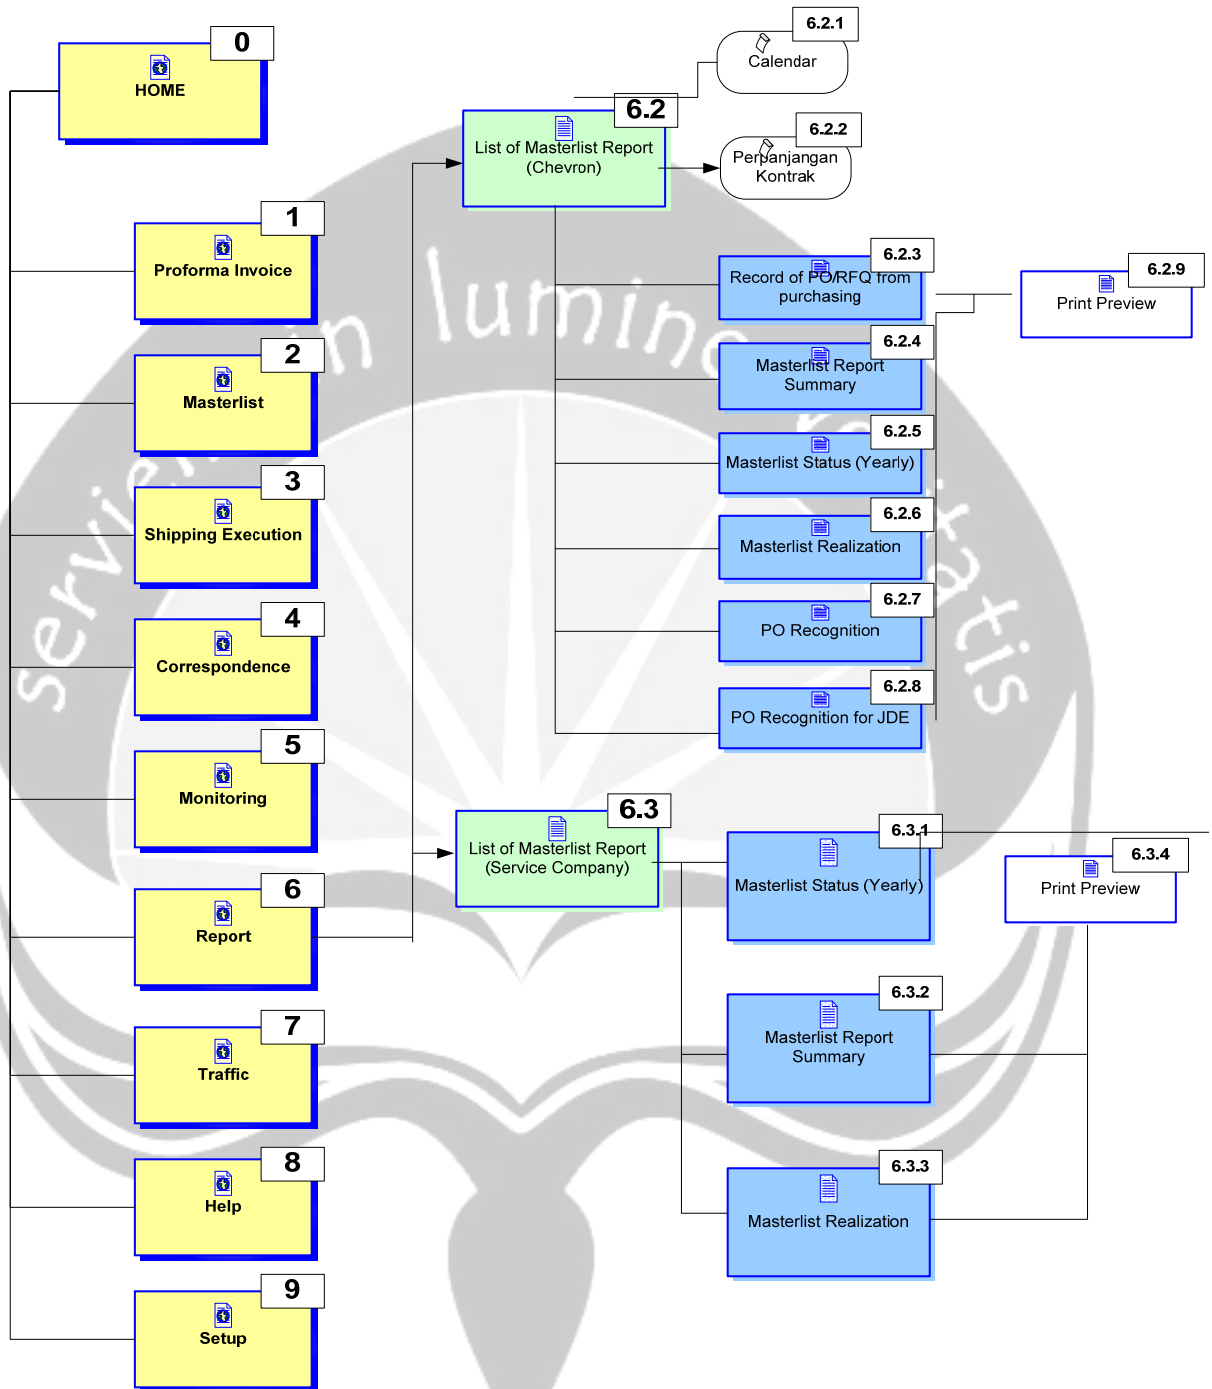 0
HOME
1
Proforma Invoice
2
Masterlist
3
Shipping Execution
4
Correspondence
5
Monitoring
6
Report
7
Traffic
8
Help
9
Setup
6.2
List of Masterlist Report
(Chevron)
6.2.1
Calendar
6.2.2
Perpanjangan
Kontrak
6.2.3
Record of PO/RFQ from
purchasing
6.2.4
Masterlist Report
Summary
6.2.5
Masterlist Status (Yearly)
6.2.6
Masterlist Realization
6.2.7
PO Recognition
6.2.8
PO Recognition for JDE
6.2.9
Print Preview
6.3
List of Masterlist Report
(Service Company)
6.3.1
Masterlist Status (Yearly)
6.3.2
Masterlist Report
Summary
6.3.3
Masterlist Realization
6.3.4
Print Preview
in lumine